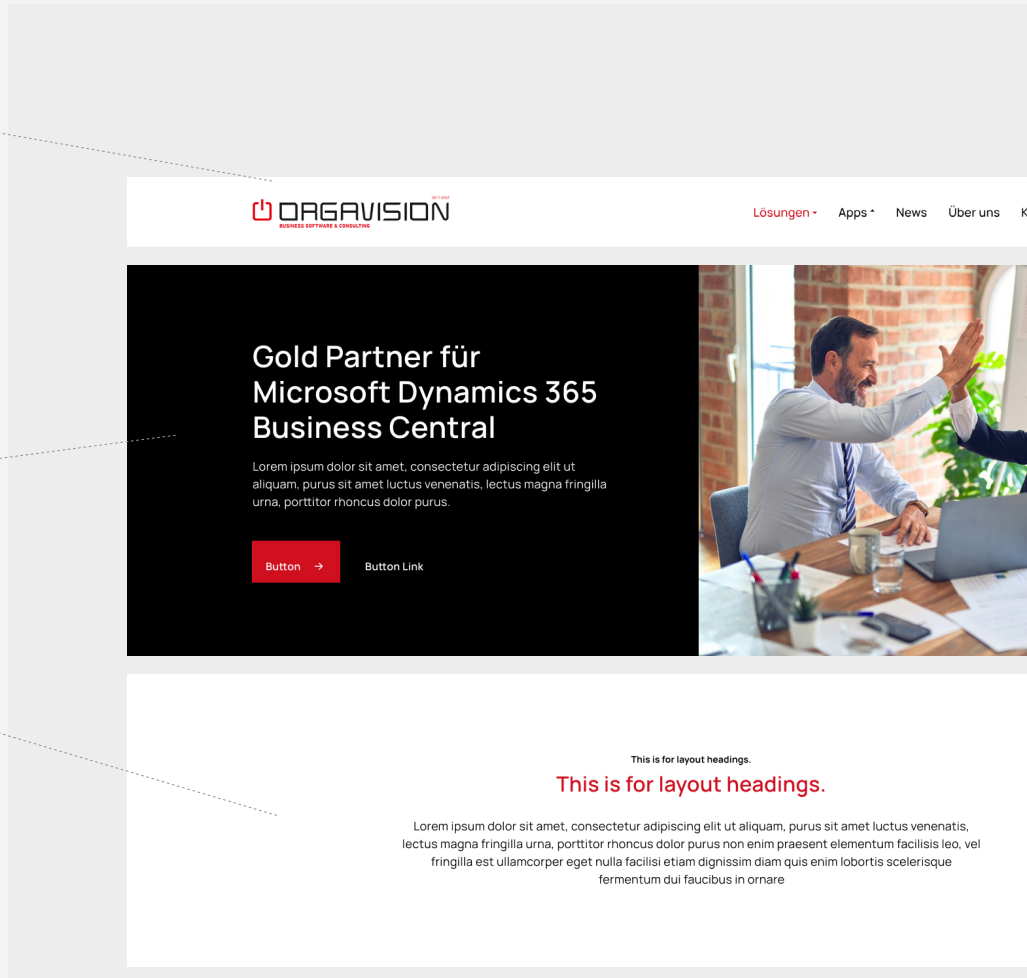 ORGAVISION
BUSINESS SOFTWARE & CONSULTING
Lösungen Apps News Über uns K
Gold Partner für
Microsoft Dynamics 365
Business Central
Lorem ipsum dolor sit amet, consectetur adipiscing elit ut
aliquam, purus sit amet luctus venenatis, lectus magna fringilla
urna, porttitor rhoncus dolor purus.
Button → Button Link
This is for layout headings.
This is for layout headings.
Lorem ipsum dolor sit amet, consectetur adipiscing elit ut aliquam, purus sit amet luctus venenatis,
lectus magna fringilla urna, porttitor rhoncus dolor purus non enim praesent elementum facilisis leo, vel
fringilla est ullamcorper eget nulla facilisi etiam dignissim diam quis enim lobortis scelerisque
fermentum dui faucibus in ornare